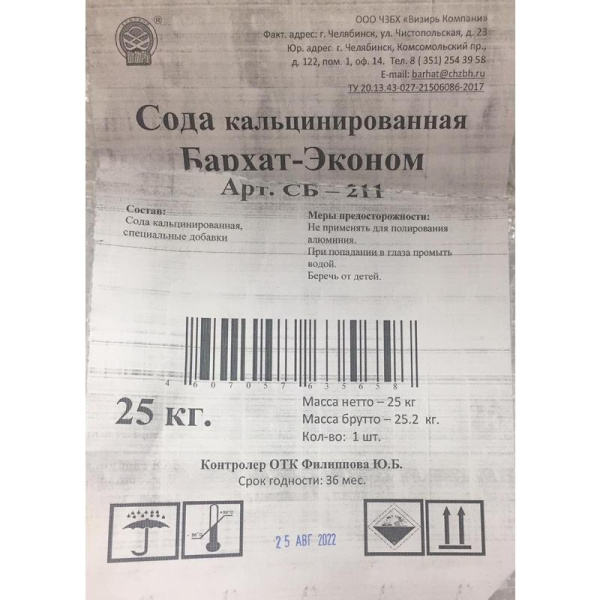 ООО ЧЗБХ «Визирь Компани»
Факт. адрес: г. Челябинск, ул. Чистопольская, д. 23
Юр. адрес г. Челябинск, Комсомольский пр.,
д. 122, пом. 1, оф. 14. Тел. 8 (351) 254 39 58
E-mail: barhat@chzbh.ru
ТУ 20.13.43-027-21506086-2017
Сода кальцинированная
Бархат-Эконом
Арт. СБ – 211
Состав:
Сода кальцинированная,
специальные добавки
Меры предосторожности:
Не применять для полирования
алюминия.
При попадании в глаза промыть
водой.
Беречь от детей.
4 607057 635658
25 кг.
Масса нетто – 25 кг
Масса брутто – 25.2 кг.
Кол-во: 1 шт.
Контролер ОТК Филиппова Ю.Б.
Срок годности: 36 мес.
25 АВГ 2022